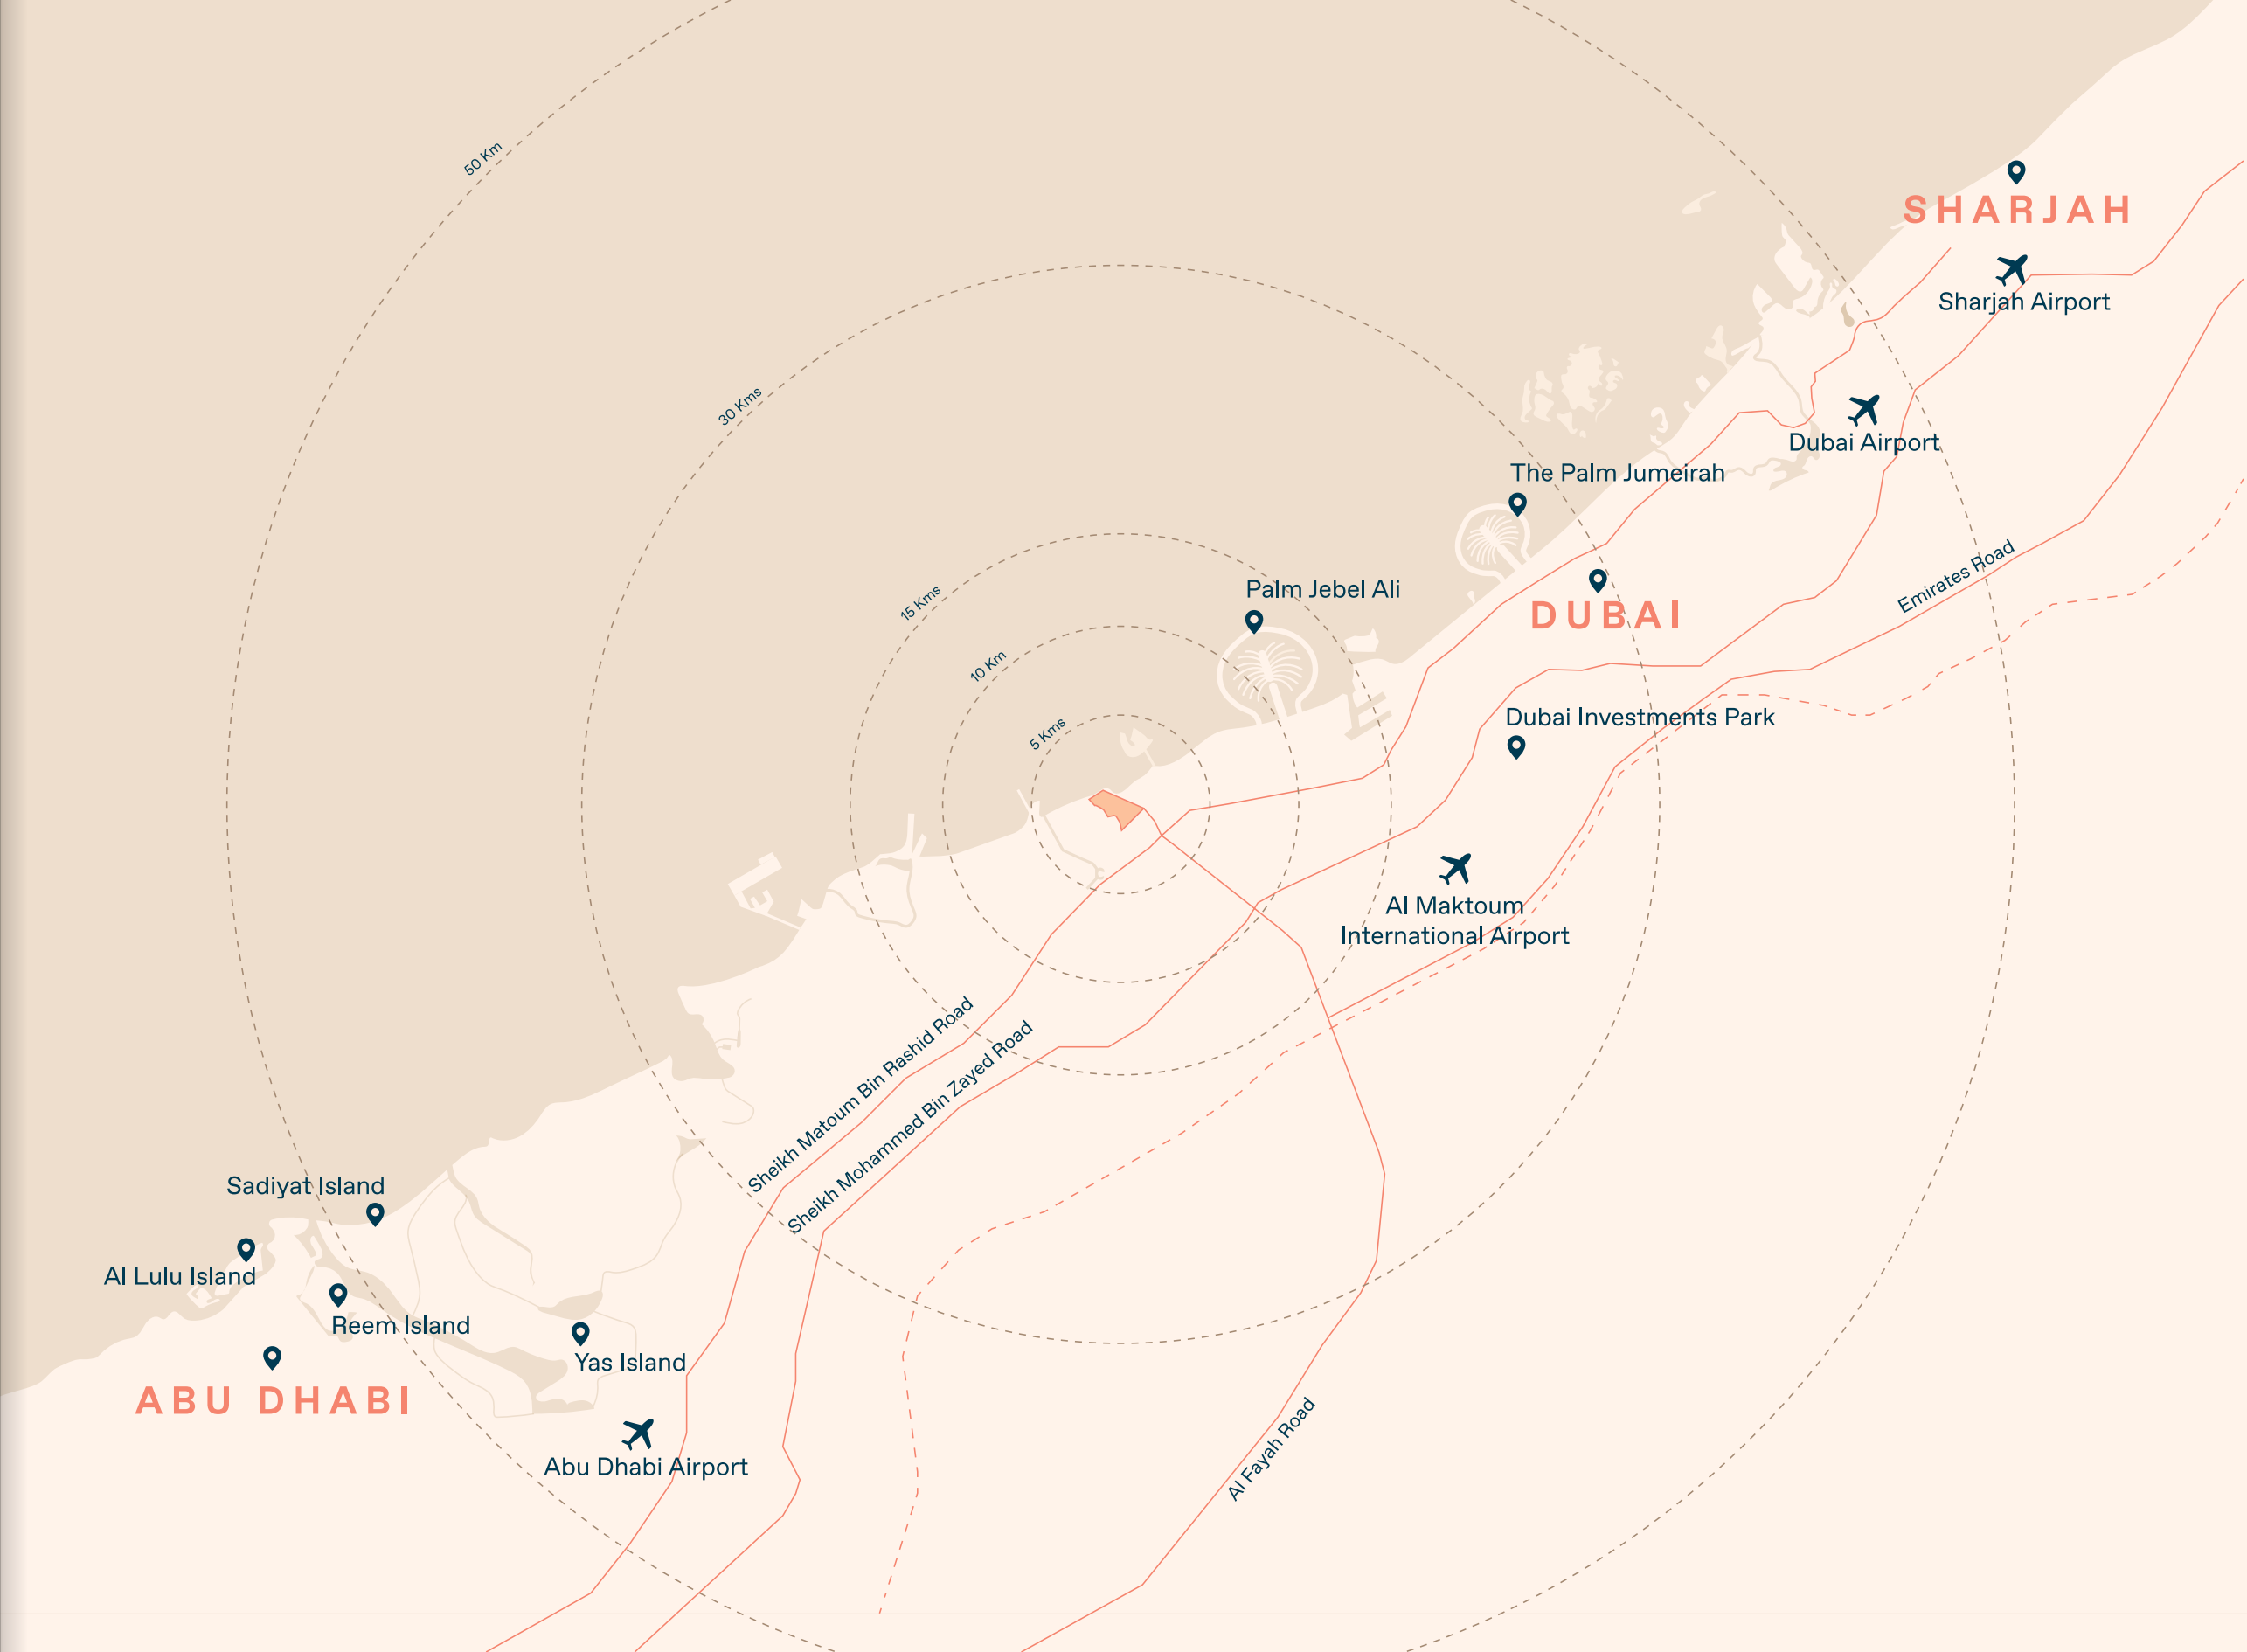 50 Km
SHARJAH
Sharjah Airport
30 Kms
Dubai Airport
The Palm Jumeirah
Palm Jebel Ali
15 Kms
DUBAI
Emirates Road
10 Km
5 Kms
Dubai Investments Park
Al Maktoum
International Airport
Sheikh Matoum Bin Rashid Road
Sheikh Mohammed Bin Zayed Road
Sadiyat Island
Al Lulu Island
Reem Island
Yas Island
ABU DHABI
Abu Dhabi Airport
Al Fayah Road